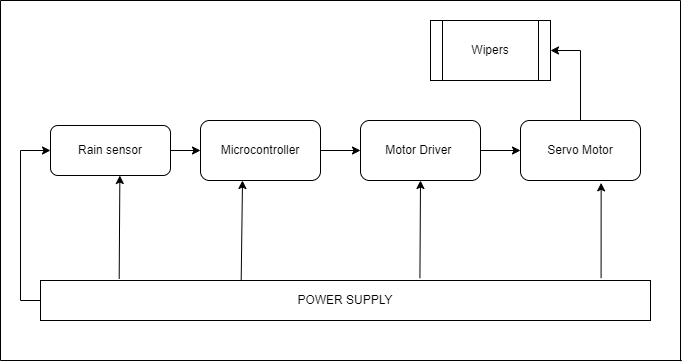 Wipers
Rain sensor
Microcontroller
Motor Driver
Servo Motor
POWER SUPPLY